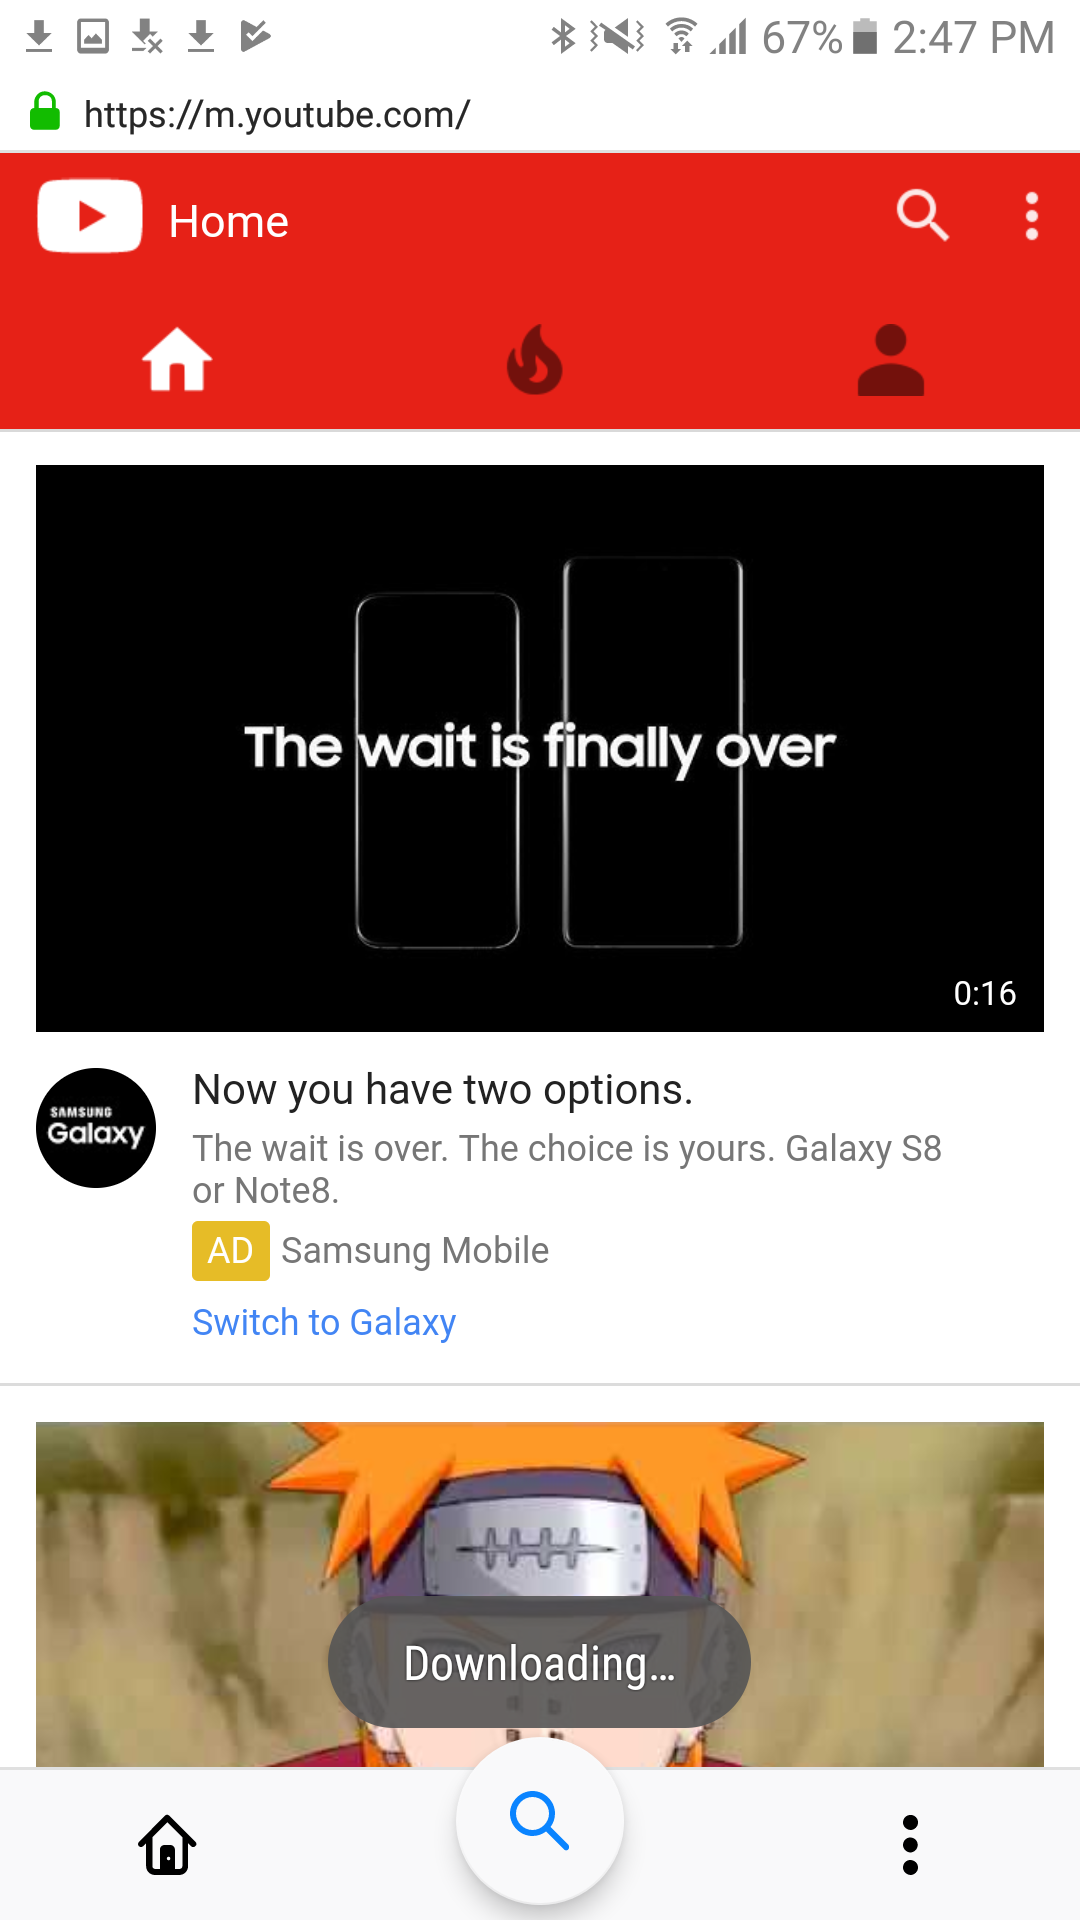 67% 2:47 PM
https://m.youtube.com/
Home
The wait is finally over
0:16
SAMSUNG
Galaxy
Now you have two options.
The wait is over. The choice is yours. Galaxy S8
or Note8.
AD Samsung Mobile
Switch to Galaxy
Downloading...